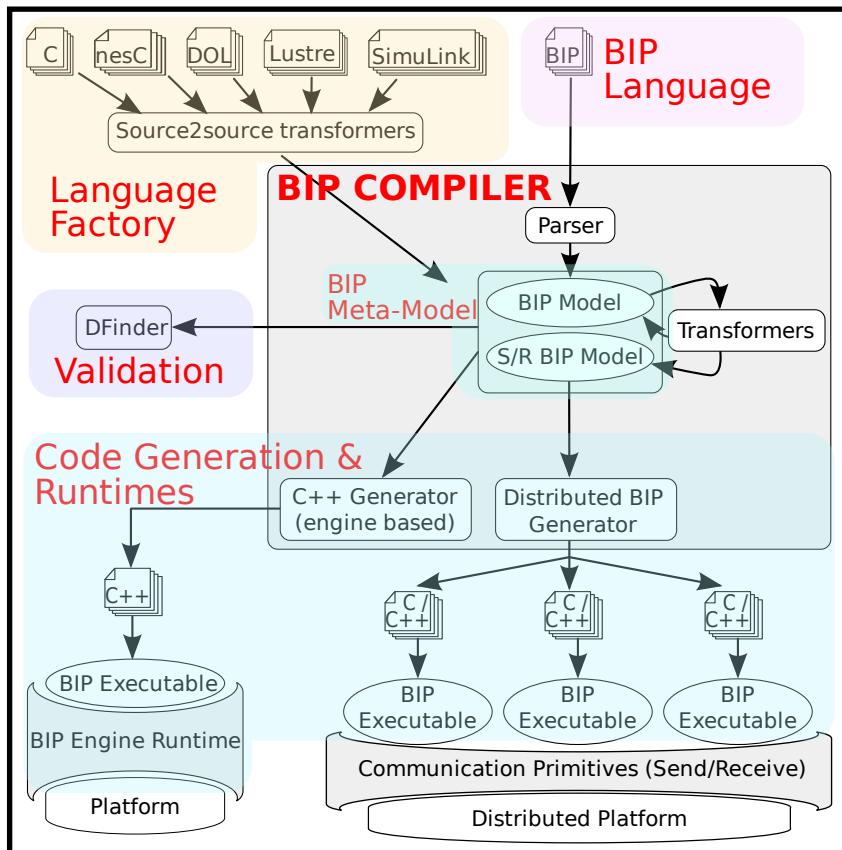 C
nesC
DOL
Lustre
SimuLink
BIP
BIP
Language
Source2source transformers
Language
Factory
BIP COMPILER
Parser
BIP
Meta-Model
BIP Model
Transformers
S/R BIP Model
DFinder
Validation
Code Generation &
Runtimes
C++ Generator
(engine based)
Distributed BIP
Generator
C++
C /
C++
C /
C++
C /
C++
BIP Executable
BIP
Executable
BIP
Executable
BIP
Executable
BIP Engine Runtime
Communication Primitives (Send/Receive)
Platform
Distributed Platform